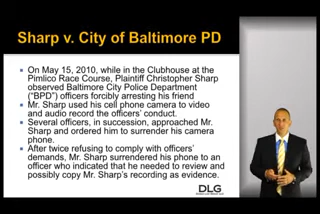 Sharp v. City of Baltimore PD
• On May 15, 2010, while in the Clubhouse at the
Pimlico Race Course, Plaintiff Christopher Sharp
observed Baltimore City Police Department
("BPD") officers forcibly arresting his friend
• Mr. Sharp used his cell phone camera to video
and audio record the officers' conduct.
• Several officers, in succession, approached Mr.
Sharp and ordered him to surrender his camera
phone.
• After twice refusing to comply with officers'
demands, Mr. Sharp surrendered his phone to an
officer who indicated that he needed to review and
possibly copy Mr. Sharp's recording as evidence.
DLG